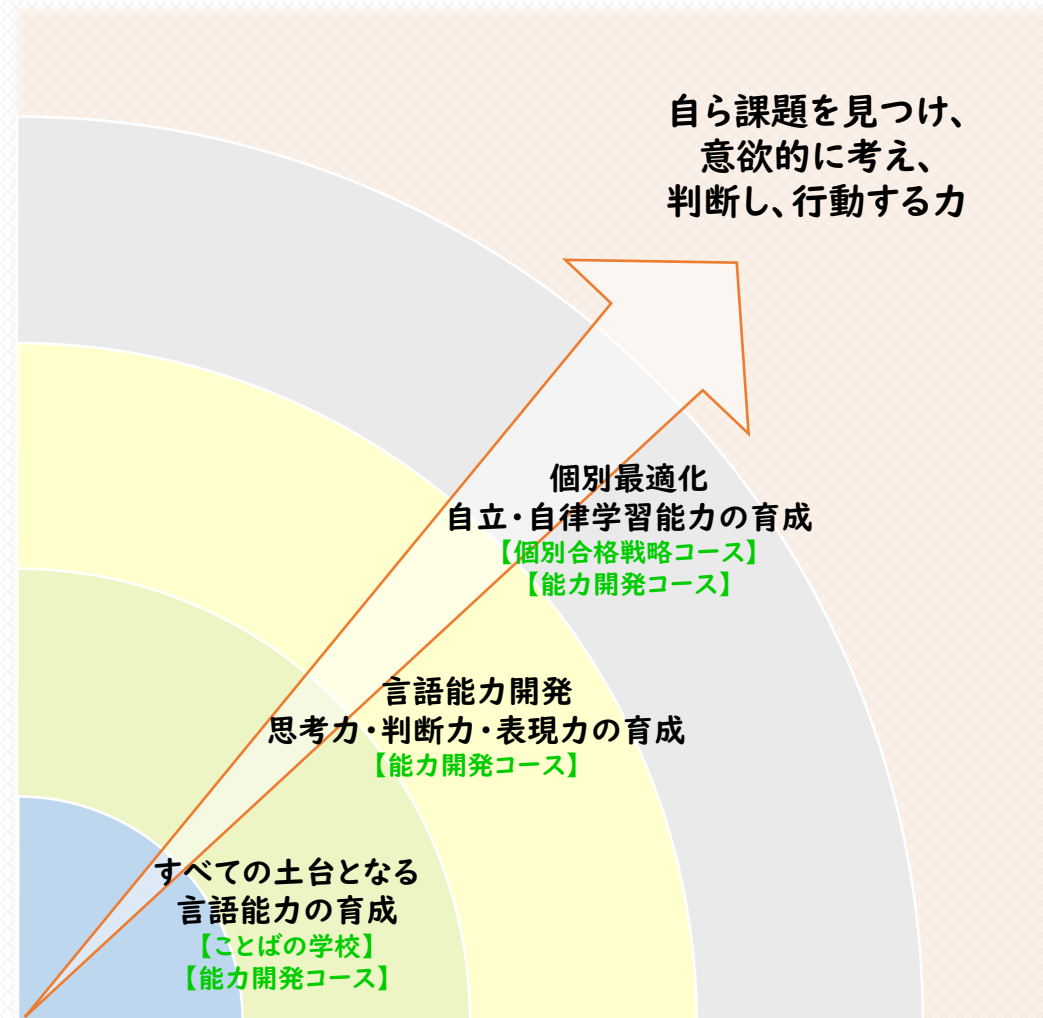 自ら課題を見つけ、
意欲的に考え、
判断し、行動する力
個別最適化
自立・自律学習能力の育成
【個別合格戦略コース】
【能力開発コース】
言語能力開発
思考力・判断力・表現力の育成
【能力開発コース】
すべての土台となる
言語能力の育成
【ことばの学校】
【能力開発コース】